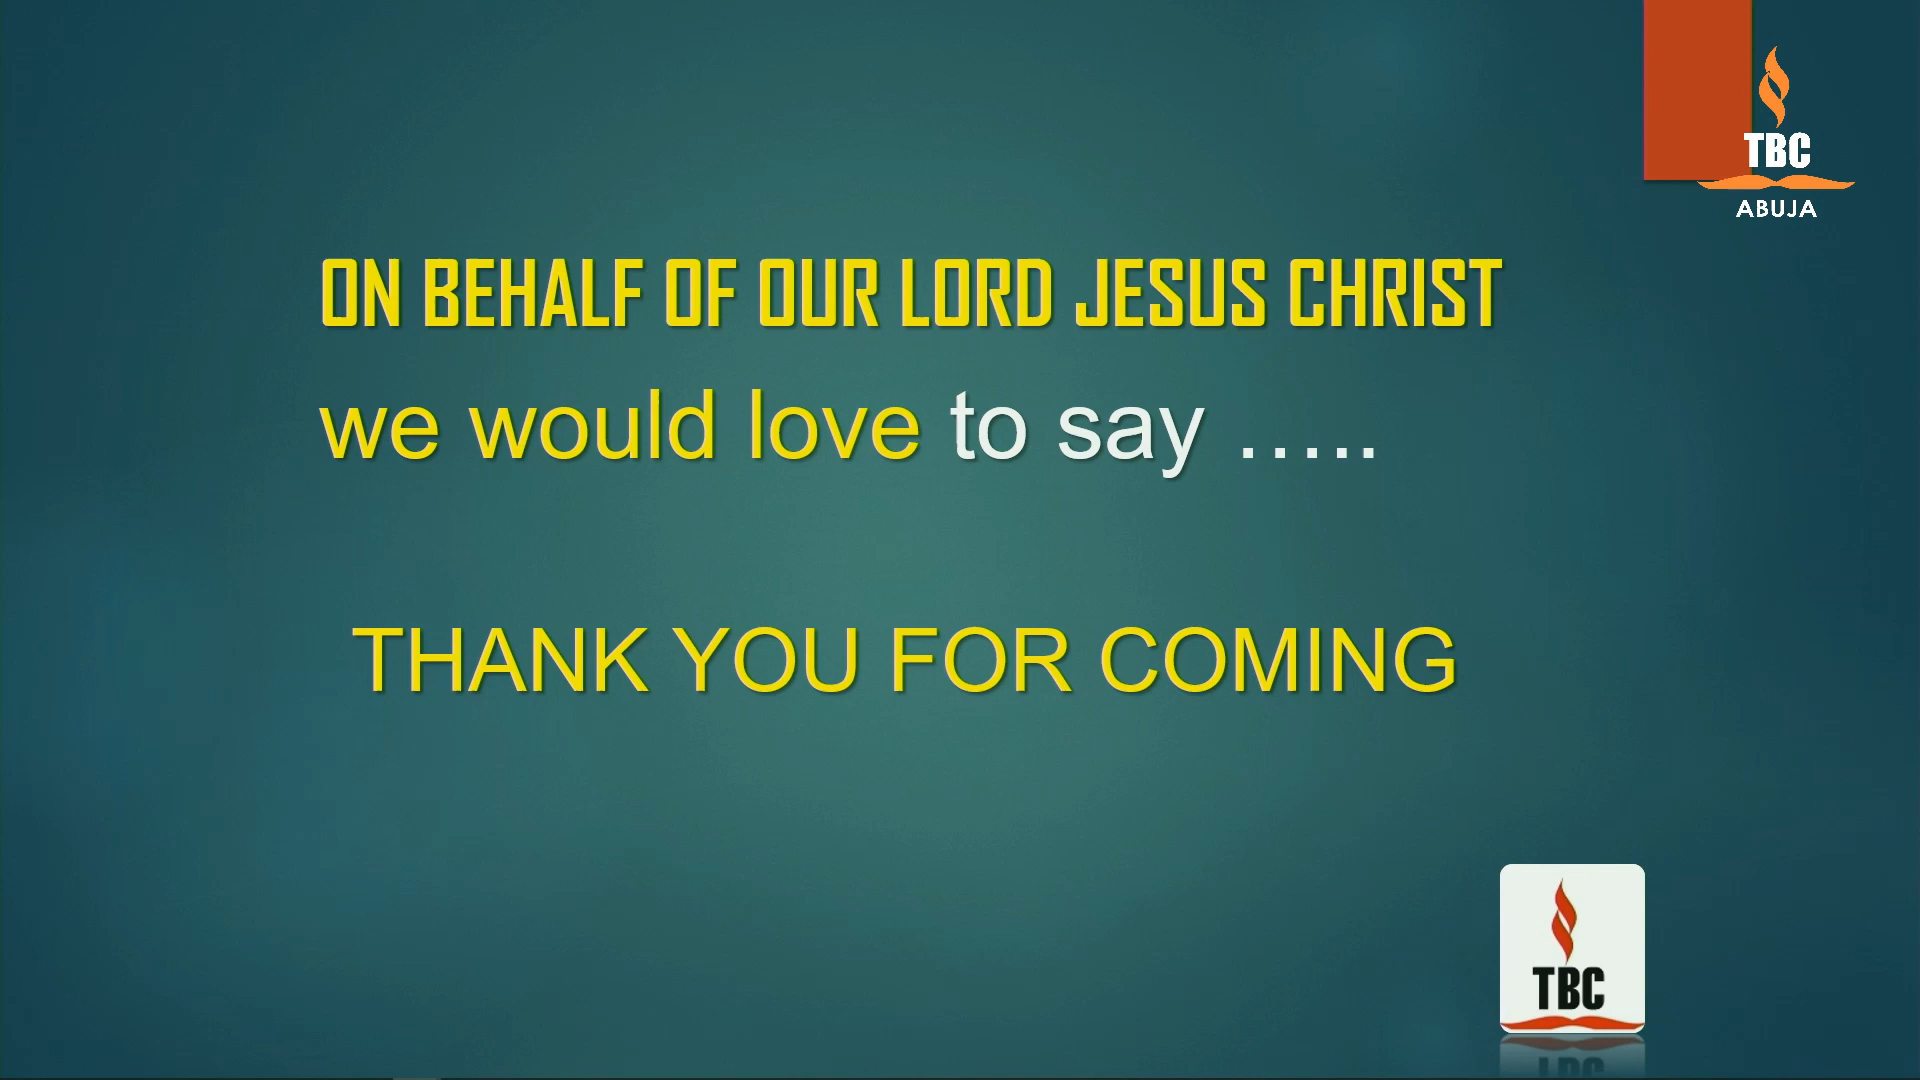 TBC
ABUJA
ON BEHALF OF OUR LORD JESUS CHRIST
we would love to say .....
THANK YOU FOR COMING
TBC